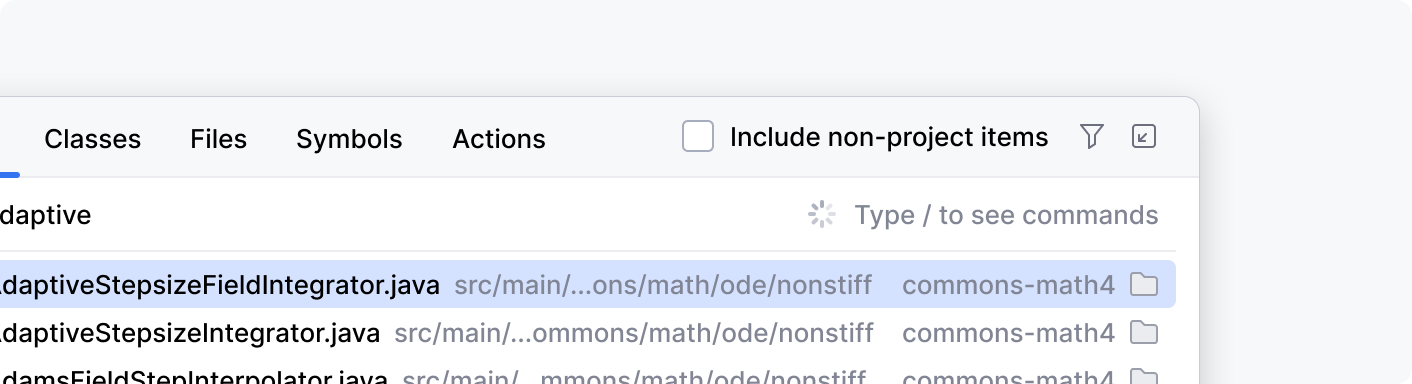 Classes Files Symbols Actions Include non-project items
daptive Type / to see commands
daptiveStepsizeFieldIntegrator.java src/main/...ons/math/ode/nonstiff commons-math4
daptiveStepsizeIntegrator.java src/main/...ommons/math/ode/nonstiff commons-math4
damsFieldStepInterpolator.java src/main/...mmons/math/ode/nonstiff commons-math4